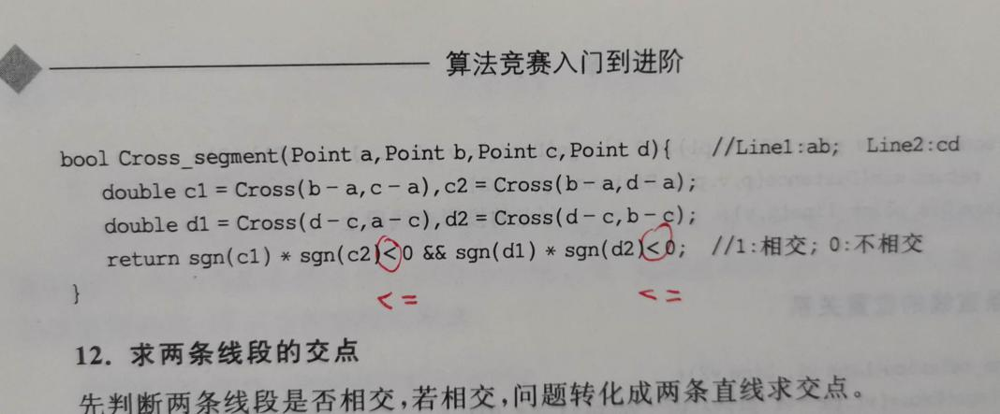 算法竞赛入门到进阶
bool Cross_segment(Point a,Point b,Point c,Point d){ //Line1:ab; Line2:cd
double c1 = Cross(b - a,c - a),c2 = Cross(b - a,d - a);
double d1 = Cross(d - c,a - c),d2 = Cross(d - c,b - c);
return sgn(c1) * sgn(c2)<0 && sgn(d1) * sgn(d2)<0; //1:相交; 0:不相交
<= <=
}
12. 求两条线段的交点
先判断两条线段是否相交,若相交,问题转化成两条直线求交点。